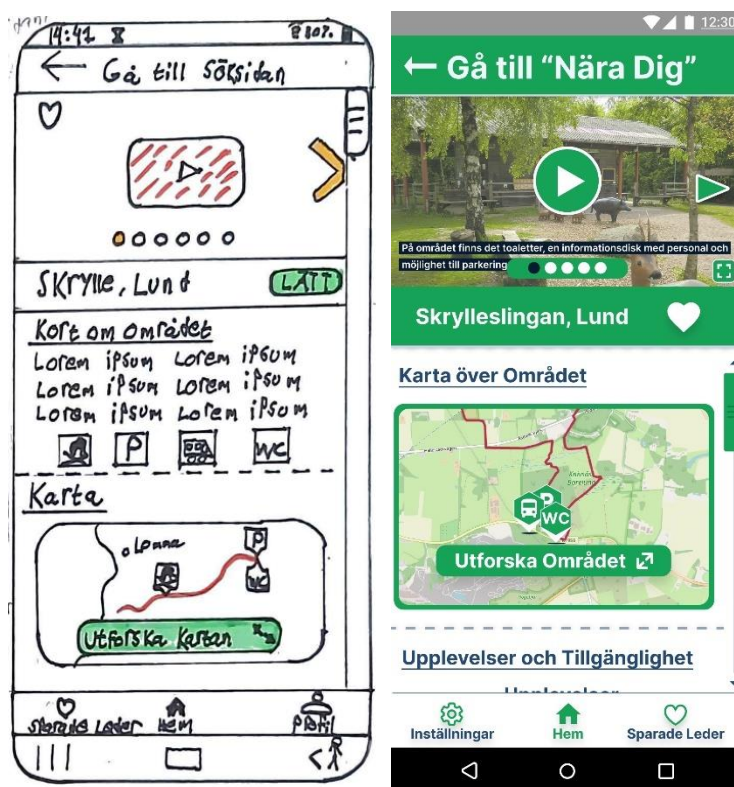 14:41
80%
Gå till Söksidan
Skrylle, Lund
LÄTT
Kort om området
Lorem ipsum Lorem ipsum
Lorem ipsum Lorem ipsum
Lorem ipsum Lorem ipsum
P
WC
Karta
P
WC
Utforska Kartan
Sparade Leder
Hem
Profil
12:30
Gå till “Nära Dig”
På området finns det toaletter, en informationsdisk med personal och
möjlighet till parkering
Skrylleslingan, Lund
Karta över Området
P
WC
Utforska Området
Upplevelser och Tillgänglighet
Upplevelser
Inställningar
Hem
Sparade Leder